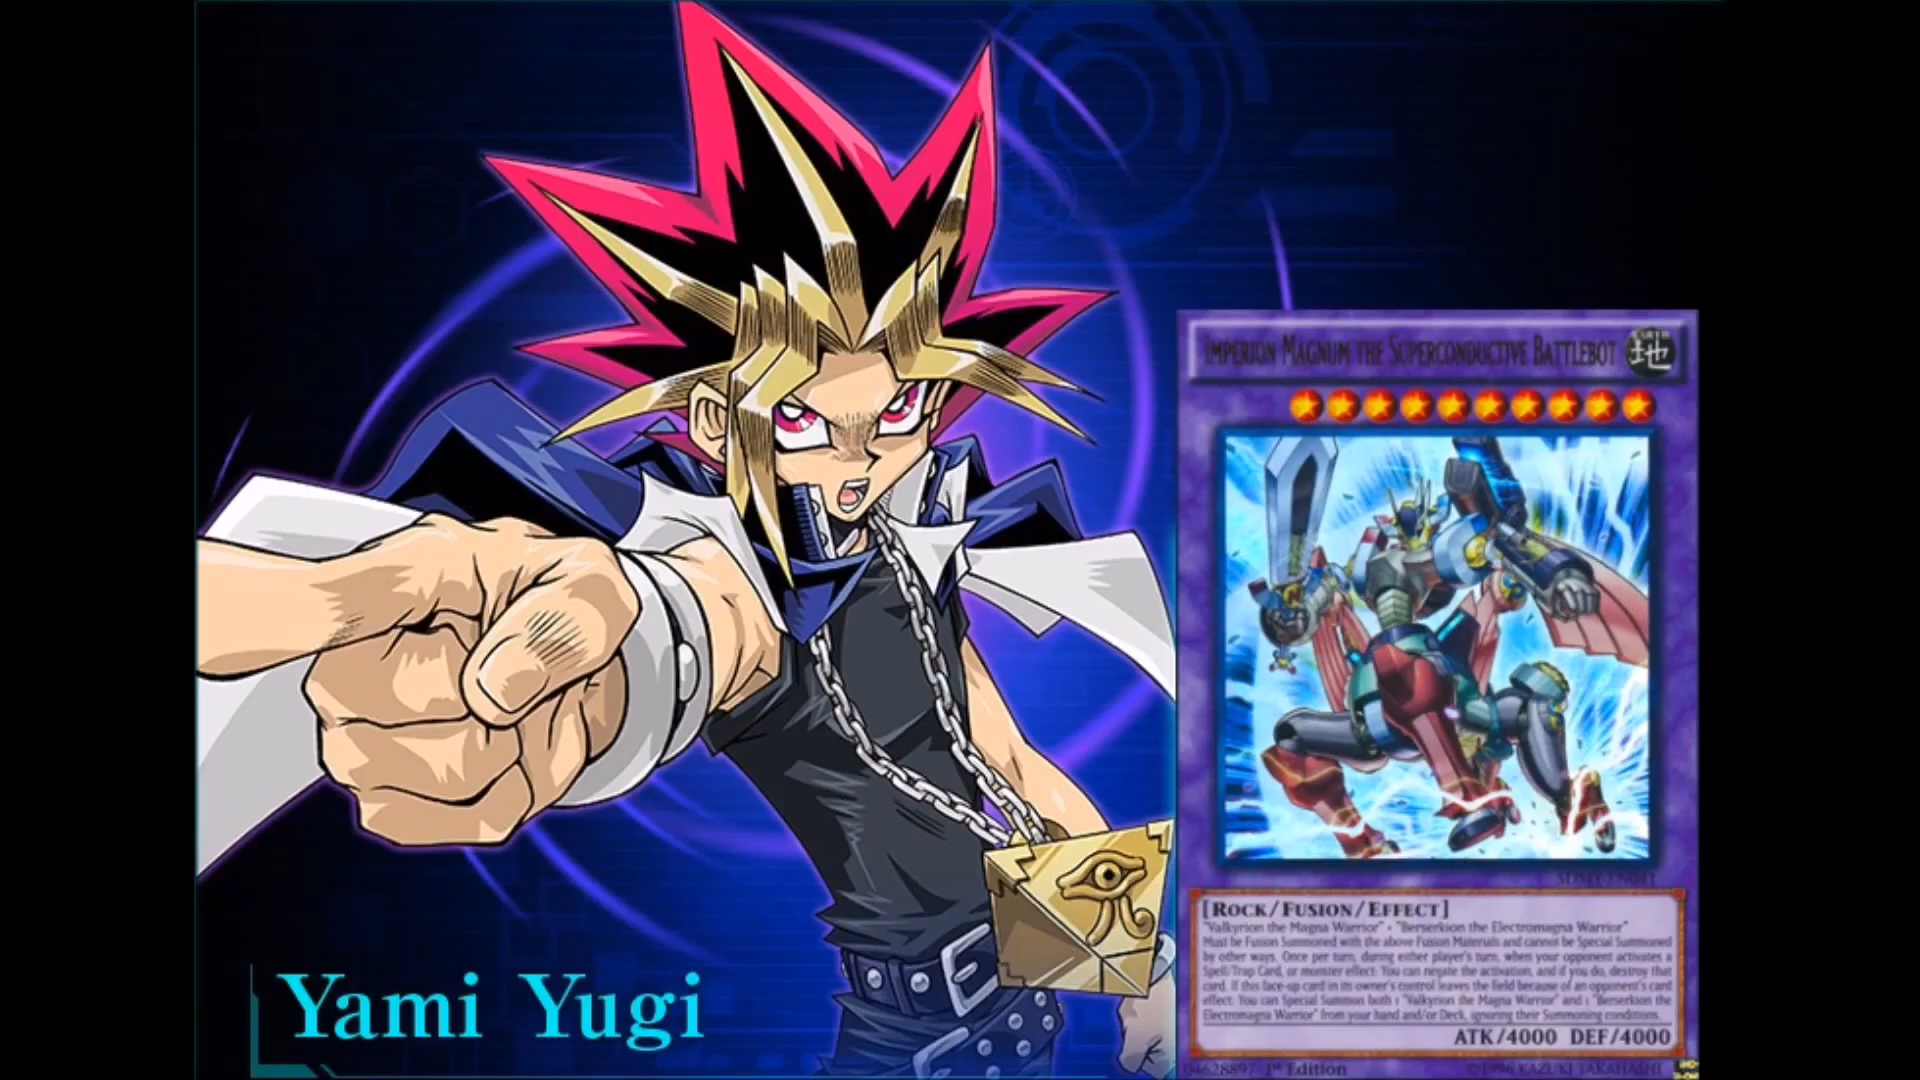 IMPERION MAGNUM THE SUPERCONDUCTIVE BATTLEBOT
EARTH
地
[ROCK/FUSION/EFFECT]
"Valkyrion the Magna Warrior" + "Berserkion the Electromagna Warrior"
Must be Fusion Summoned with the above Fusion Materials and cannot be Special Summoned
by other ways. Once per turn, during either player's turn, when your opponent activates a
Spell/Trap Card, or monster effect: You can negate the activation, and if you do, destroy that
card. If this face-up card in its owner's control leaves the field because of an opponent's card
effect: You can Special Summon both 1 "Valkyrion the Magna Warrior" and 1 "Berserkion the
Electromagna Warrior" from your hand and/or Deck, ignoring their Summoning conditions.
ATK/4000 DEF/4000
04628897 1st Edition
©1996 KAZUKI TAKAHASHI
Yami Yugi